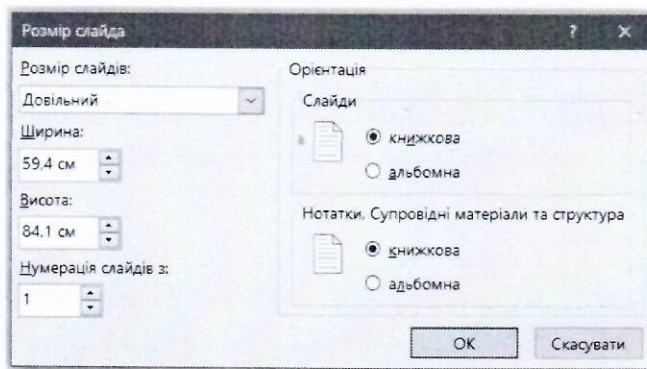 Розмір слайда
Розмір слайдів:
Довільний
Ширина:
59,4 см
Висота:
84,1 см
Нумерація слайдів з:
1
Орієнтація
Слайди
книжкова
альбомна
Нотатки, Супровідні матеріали та структура
книжкова
альбомна
ОК
Скасувати